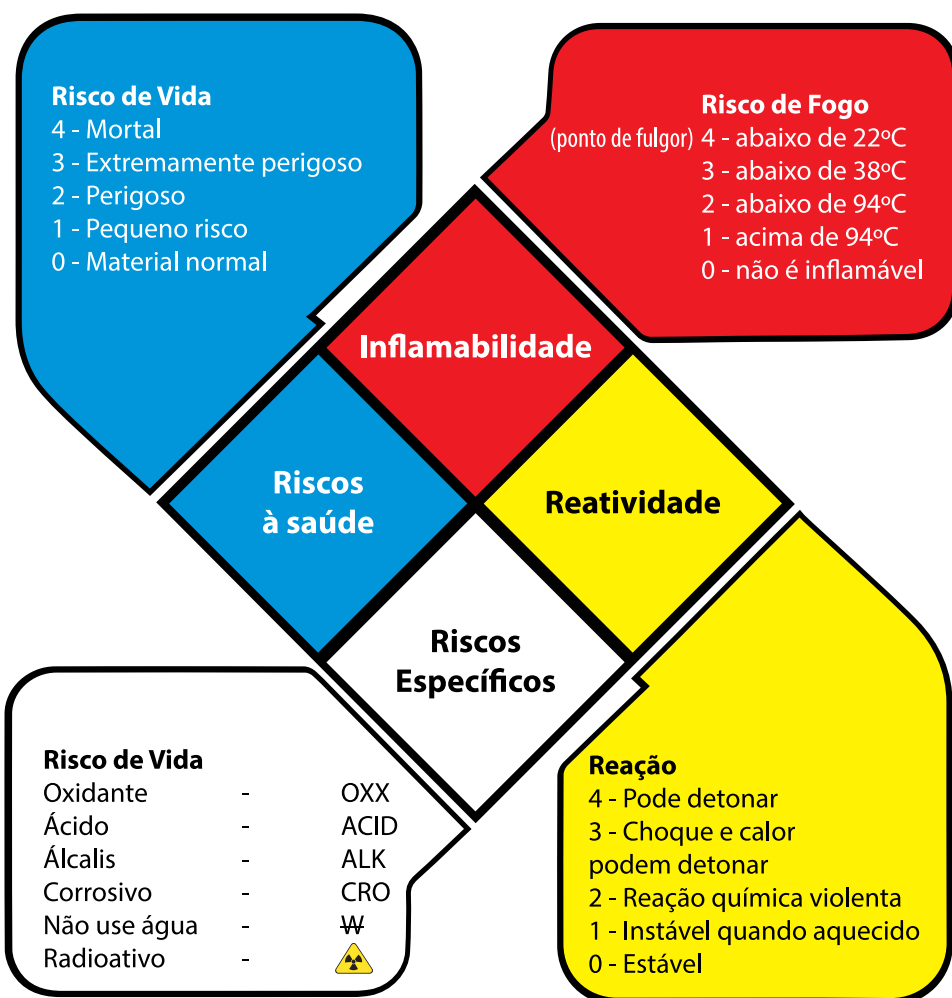 Risco de Vida
4 - Mortal
3 - Extremamente perigoso
2 - Perigoso
1 - Pequeno risco
0 - Material normal
Risco de Fogo
(ponto de fulgor) 4 - abaixo de 22ºC
3 - abaixo de 38ºC
2 - abaixo de 94ºC
1 - acima de 94ºC
0 - não é inflamável
Inflamabilidade
Riscos
à saúde
Reatividade
Riscos
Específicos
Risco de Vida
Oxidante - OXX
Ácido - ACID
Álcalis - ALK
Corrosivo - CRO
Não use água - W
Radioativo -
Reação
4 - Pode detonar
3 - Choque e calor
podem detonar
2 - Reação química violenta
1 - Instável quando aquecido
0 - Estável